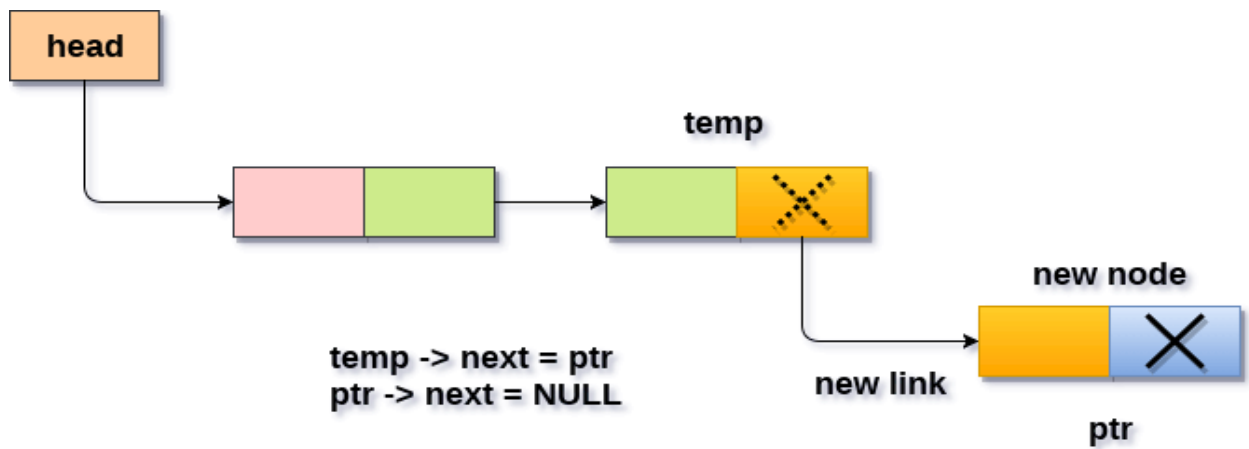 head
temp
new node
temp -> next = ptr
ptr -> next = NULL
new link
ptr